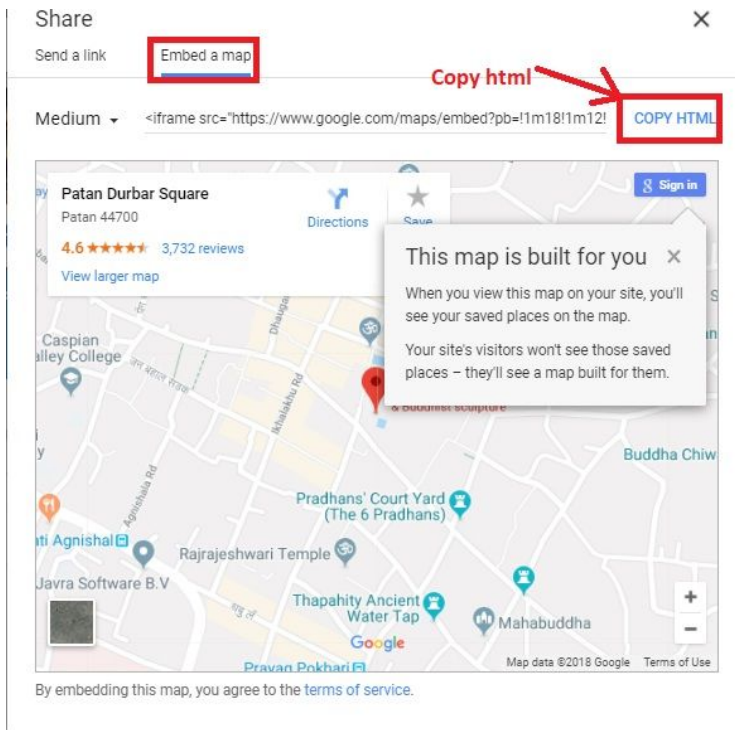 Share
Send a link
Embed a map
Copy html
Medium
<iframe src="https://www.google.com/maps/embed?pb=!1m18!1m12!
COPY HTML
Patan Durbar Square
Patan 44700
4.6
3,732 reviews
View larger map
Directions
Save
Sign in
This map is built for you
When you view this map on your site, you'll
see your saved places on the map.
Your site's visitors won't see those saved
places – they'll see a map built for them.
Caspian
alley College
Ikhalakhu Rd
& Buddhist sculpture
Buddha Chiw
Agnishala Rd
Pradhans' Court Yard
(The 6 Pradhans)
ti Agnishal
Rajrajeshwari Temple
Javra Software B.V
Thapahity Ancient
Water Tap
Mahabuddha
Google
Prayag Pokhari
Map data ©2018 Google
Terms of Use
By embedding this map, you agree to the terms of service.